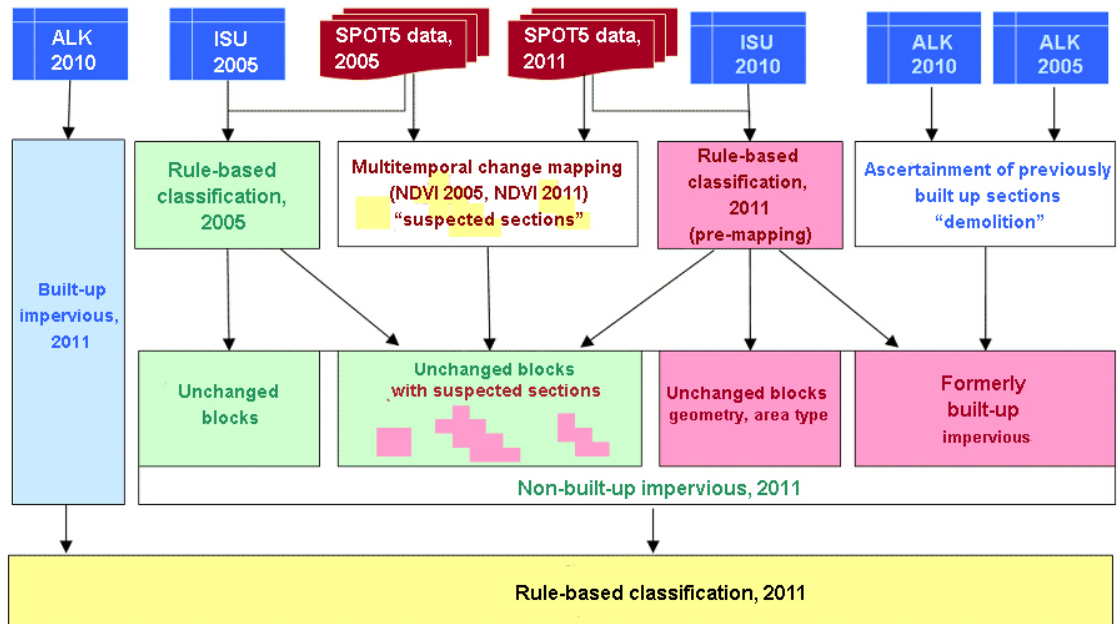 ALK
2010
ISU
2005
SPOT5 data,
2005
SPOT5 data,
2011
ISU
2010
ALK
2010
ALK
2005
Rule-based
classification,
2005
Multitemporal change mapping
(NDVI 2005, NDVI 2011)
“suspected sections”
Rule-based
classification,
2011
(pre-mapping)
Ascertainment of previously
built up sections
“demolition”
Built-up
impervious,
2011
Unchanged
blocks
Unchanged blocks
with suspected sections
Unchanged blocks
geometry, area type
Formerly
built-up
impervious
Non-built-up impervious, 2011
Rule-based classification, 2011